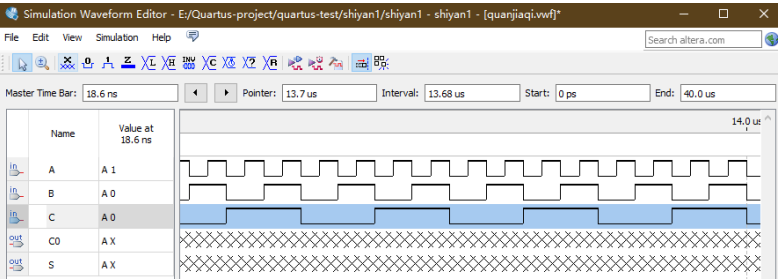 Simulation Waveform Editor - E:/Quartus-project/quartus-test/shiyan1/shiyan1 - shiyan1 - [quanjiaqi.vwf]*
File Edit View Simulation Help Search altera.com
Master Time Bar: 18.6 ns Pointer: 13.7 us Interval: 13.68 us Start: 0 ps End: 40.0 us
Name Value at 18.6 ns 14.0 us
in A A 1
in B A 0
in C A 0
out C0 A X
out S A X